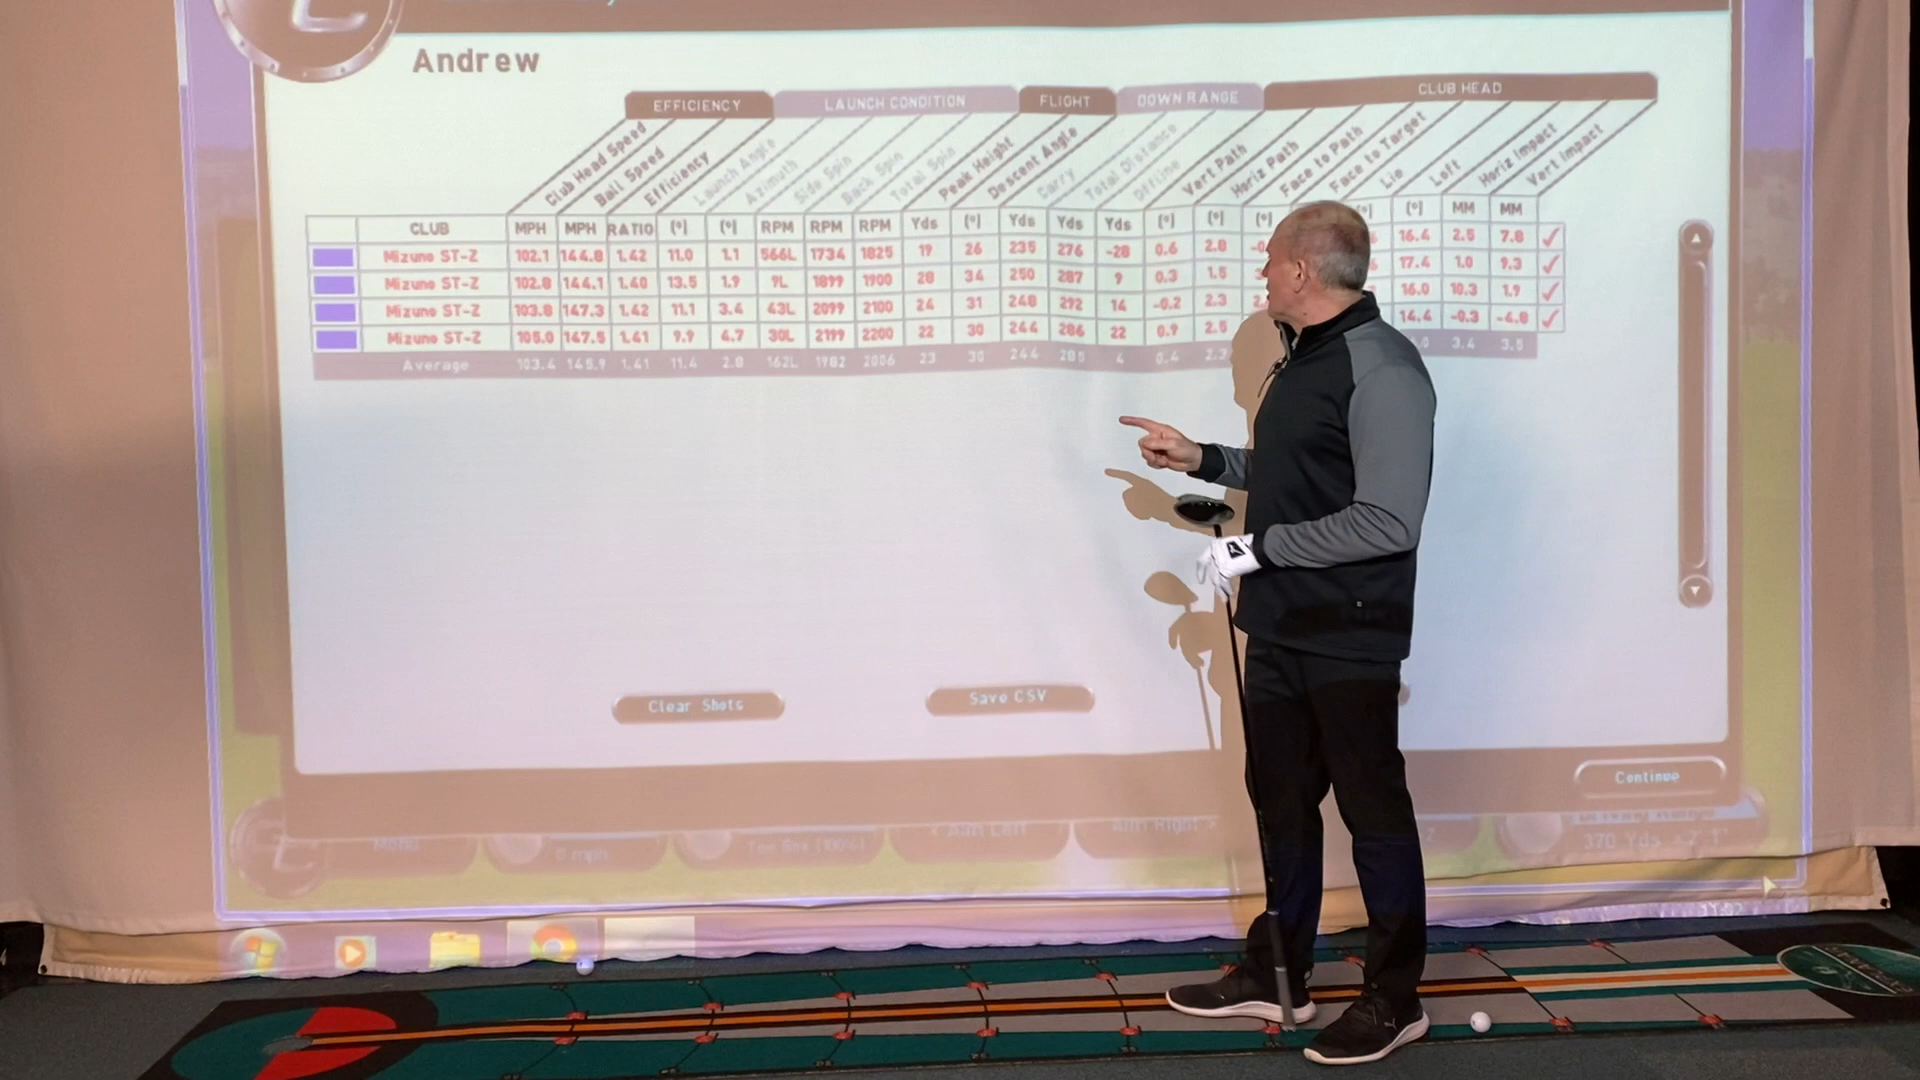 Andrew
EFFICIENCY LAUNCH CONDITION FLIGHT DOWN RANGE CLUB HEAD
Club Head Speed Ball Speed Efficiency Launch Angle Azimuth Side Spin Back Spin Total Spin Peak Height Descent Angle Carry Total Distance Offline Vert Path Horiz Path Face to Path Face to Target Lie Loft Horiz Impact Vert Impact
CLUB MPH MPH RATIO (°) (°) RPM RPM RPM Yds (°) Yds Yds Yds (°) (°) (°) (°) (°) MM MM
Mizuno ST-Z 102.1 144.8 1.42 11.0 1.1 566L 1734 1825 19 26 235 276 -28 0.6 2.8 16.4 2.5 7.8
Mizuno ST-Z 102.8 144.1 1.40 13.5 1.9 9L 1899 1900 28 34 250 287 9 0.3 1.5 17.4 1.0 9.3
Mizuno ST-Z 103.8 147.3 1.42 11.1 3.4 43L 2099 2100 24 31 248 292 14 -0.2 2.3 16.0 10.3 1.9
Mizuno ST-Z 105.0 147.5 1.41 9.9 4.7 30L 2199 2200 22 30 244 286 22 0.9 2.5 14.4 -0.3 -4.8
Average 103.4 145.9 1.41 11.4 2.8 162L 1982 2006 23 30 244 285 4 0.4 2.3 3.4 3.5
Clear Shots Save CSV
Continue
0 mph Tee Box (100%) < Aim Left Aim Right >
370 Yds